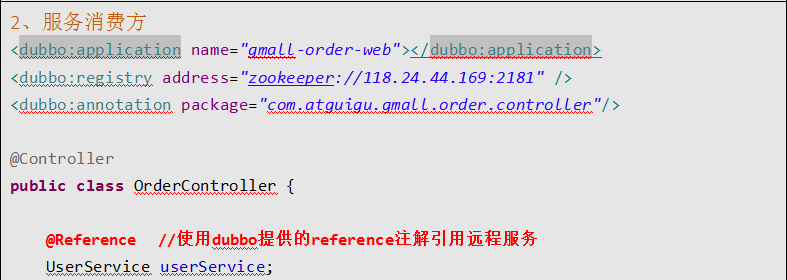 2、服务消费方
<dubbo:application name="gmall-order-web"></dubbo:application>
<dubbo:registry address="zookeeper://118.24.44.169:2181" />
<dubbo:annotation package="com.atguigu.gmall.order.controller"/>
@Controller
public class OrderController {
@Reference //使用dubbo提供的reference注解引用远程服务
UserService userService;